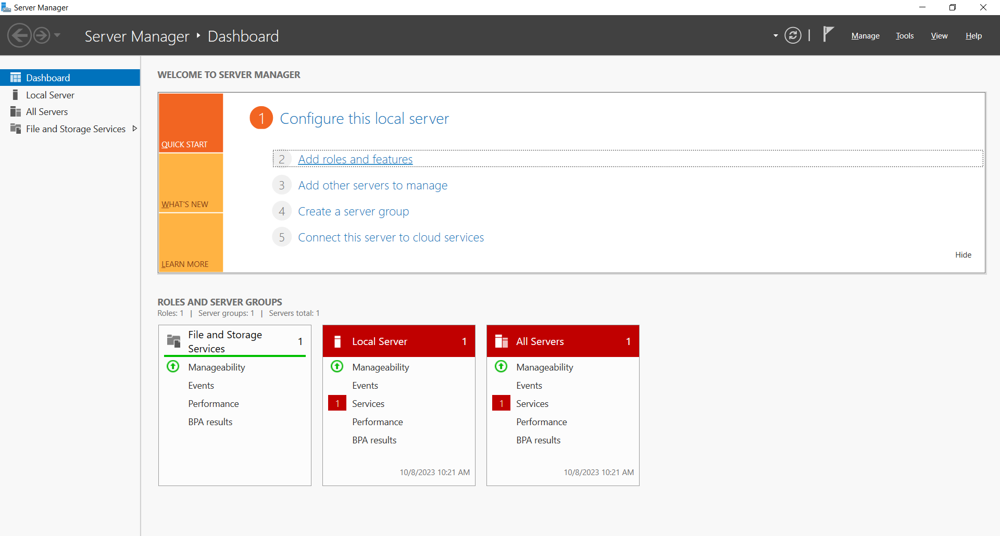 Server Manager
Server Manager ‣ Dashboard
Manage Tools View Help
Dashboard
Local Server
All Servers
File and Storage Services
WELCOME TO SERVER MANAGER
QUICK START
WHAT'S NEW
LEARN MORE
1 Configure this local server
2 Add roles and features
3 Add other servers to manage
4 Create a server group
5 Connect this server to cloud services
Hide
ROLES AND SERVER GROUPS
Roles: 1 | Server groups: 1 | Servers total: 1
File and Storage
Services 1
Manageability
Events
Performance
BPA results
Local Server 1
Manageability
Events
1 Services
Performance
BPA results
10/8/2023 10:21 AM
All Servers 1
Manageability
Events
1 Services
Performance
BPA results
10/8/2023 10:21 AM